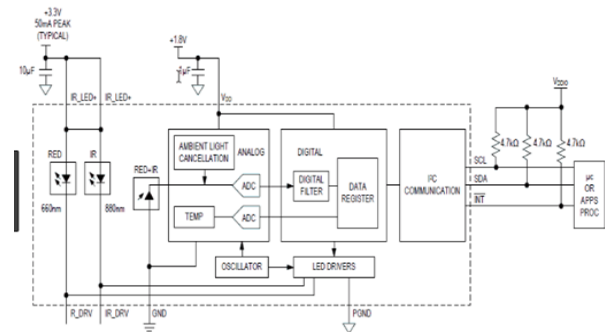 +3.3V
50mA PEAK
(TYPICAL)
+1.8V
10µF
1µF
IR_LED+
IR_LED+
VDD
VDDIO
4.7kΩ
4.7kΩ
4.7kΩ
RED
IR
660nm
880nm
RED+IR
AMBIENT LIGHT
CANCELLATION
ANALOG
ADC
TEMP
ADC
DIGITAL
DIGITAL
FILTER
DATA
REGISTER
I²C
COMMUNICATION
SCL
SDA
INT
µC
OR
APPS
PROC
OSCILLATOR
LED DRIVERS
R_DRV
IR_DRV
GND
PGND